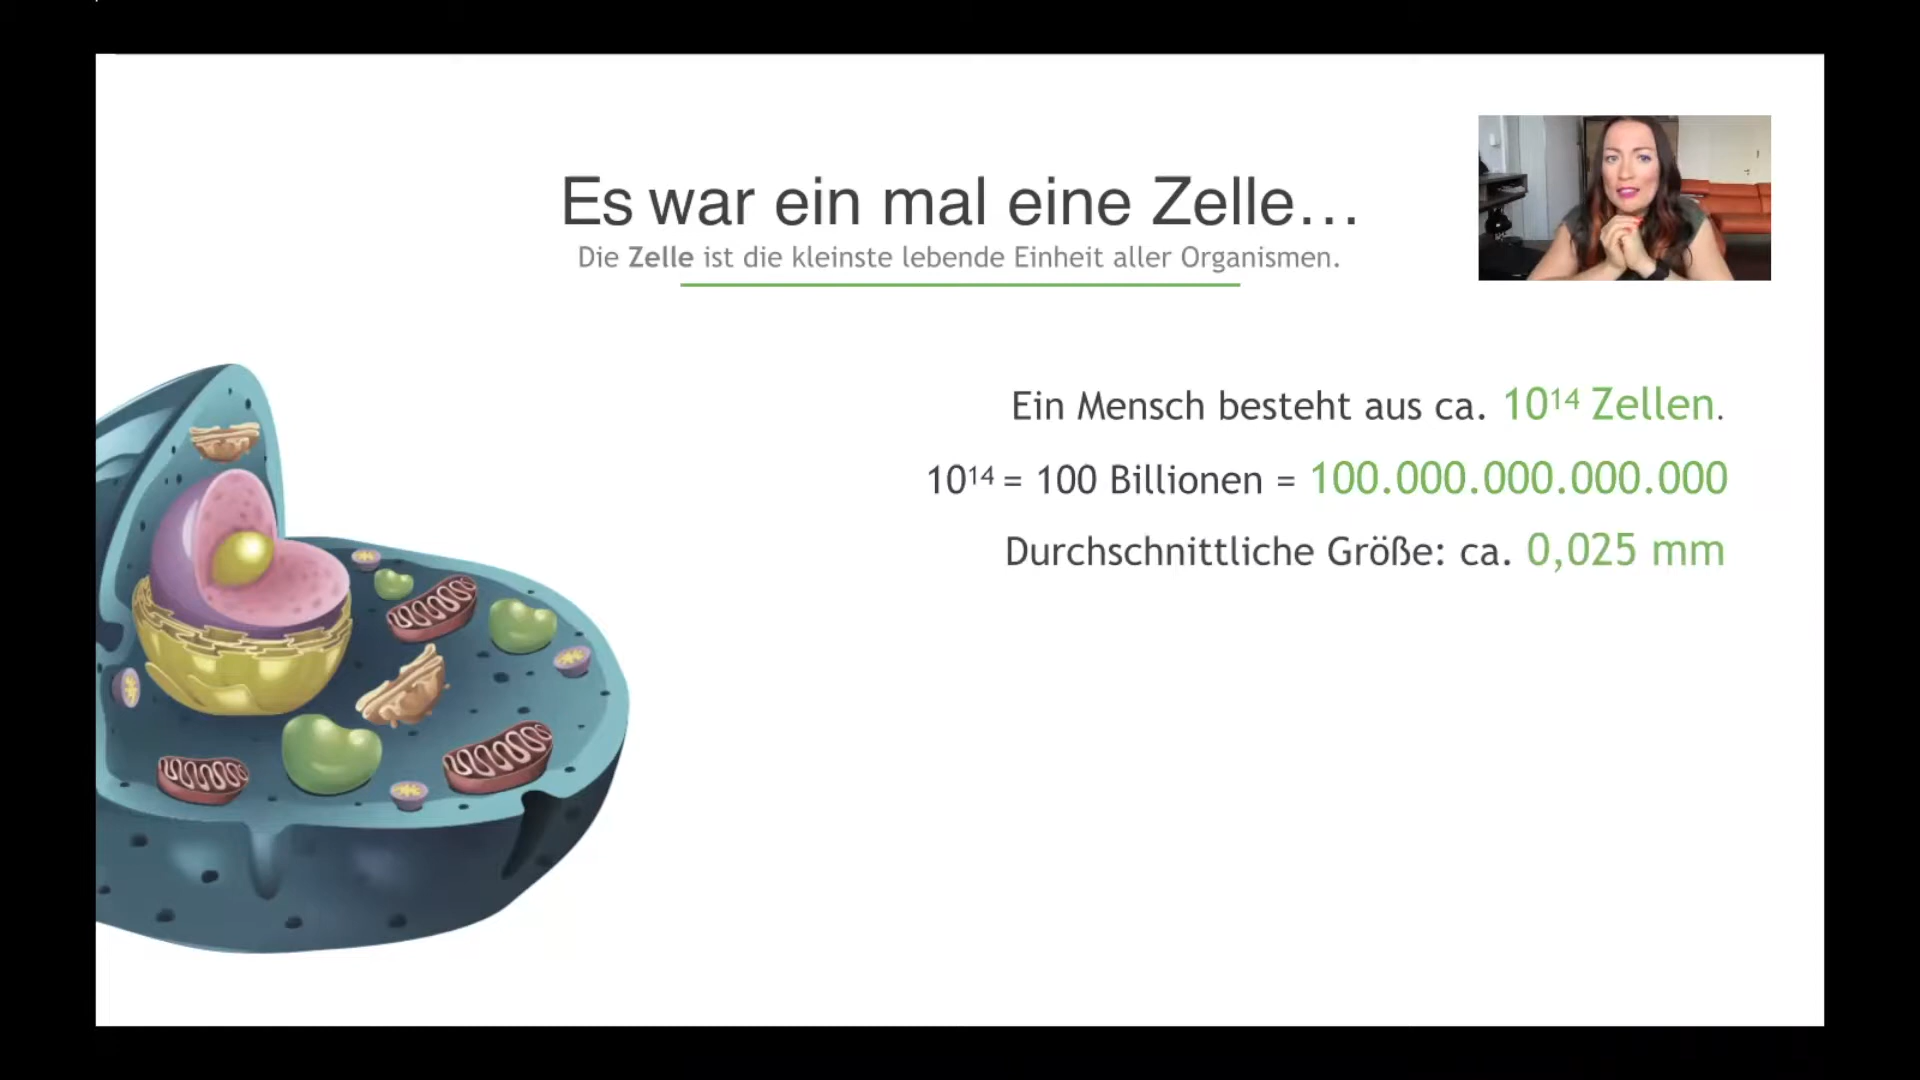 Es war ein mal eine Zelle...
Die Zelle ist die kleinste lebende Einheit aller Organismen.
Ein Mensch besteht aus ca. 10¹⁴ Zellen.
10¹⁴ = 100 Billionen = 100.000.000.000.000
Durchschnittliche Größe: ca. 0,025 mm